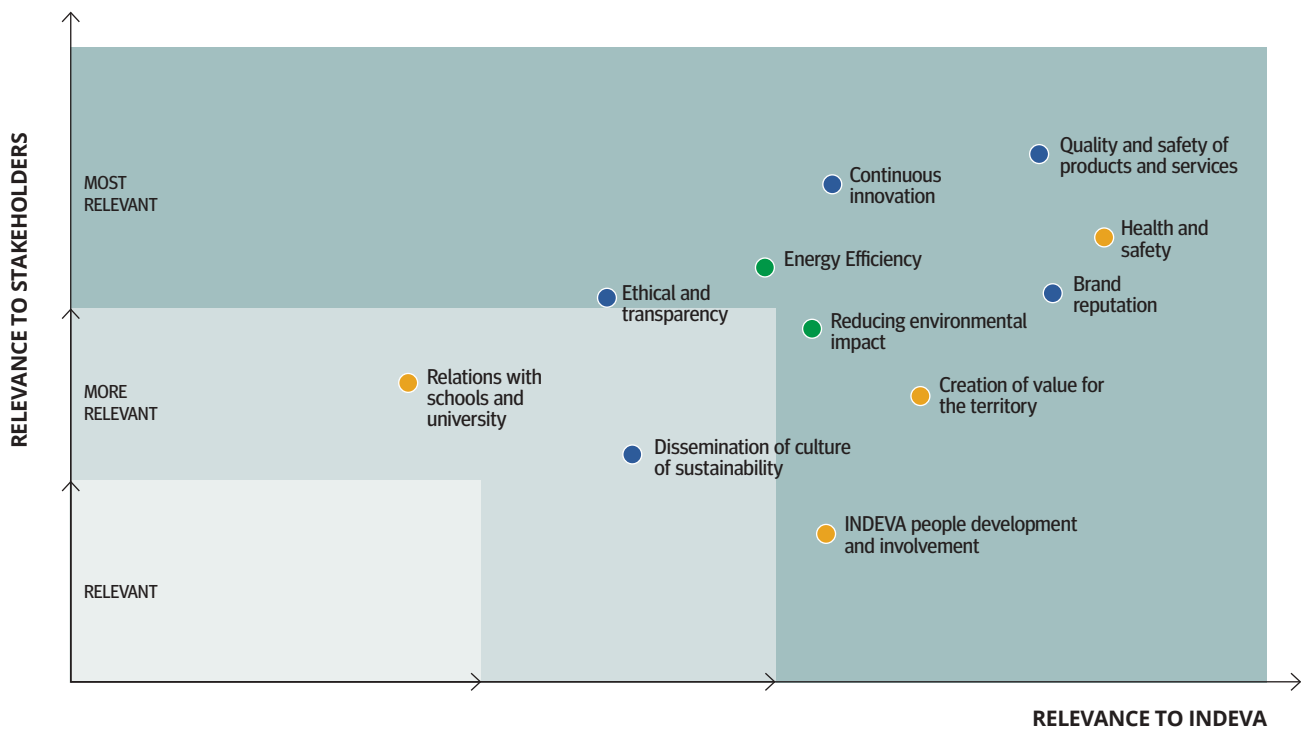 RELEVANCE TO STAKEHOLDERS
MOST
RELEVANT
MORE
RELEVANT
RELEVANT
Quality and safety of
products and services
Continuous
innovation
Health and
safety
Energy Efficiency
Brand
reputation
Ethical and
transparency
Reducing environmental
impact
Relations with
schools and
university
Creation of value for
the territory
Dissemination of culture
of sustainability
INDEVA people development
and involvement
RELEVANCE TO INDEVA